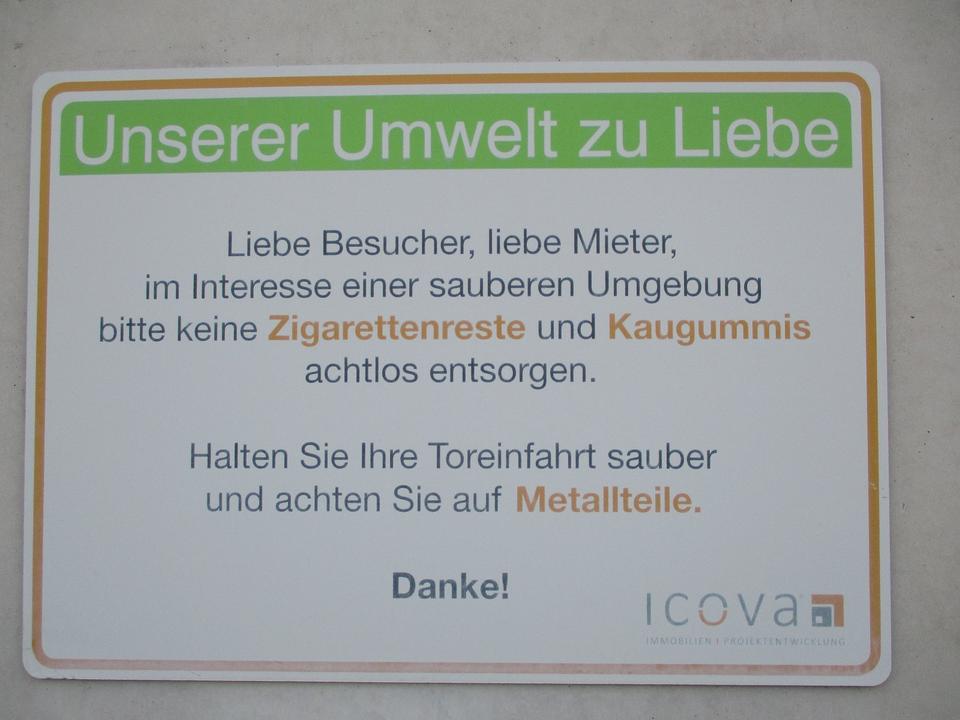 Unserer Umwelt zu Liebe
Liebe Besucher, liebe Mieter,
im Interesse einer sauberen Umgebung
bitte keine Zigarettenreste und Kaugummis
achtlos entsorgen.
Halten Sie Ihre Toreinfahrt sauber
und achten Sie auf Metallteile.
Danke!
icova
IMMOBILIEN I PROJEKTENTWICKLUNG